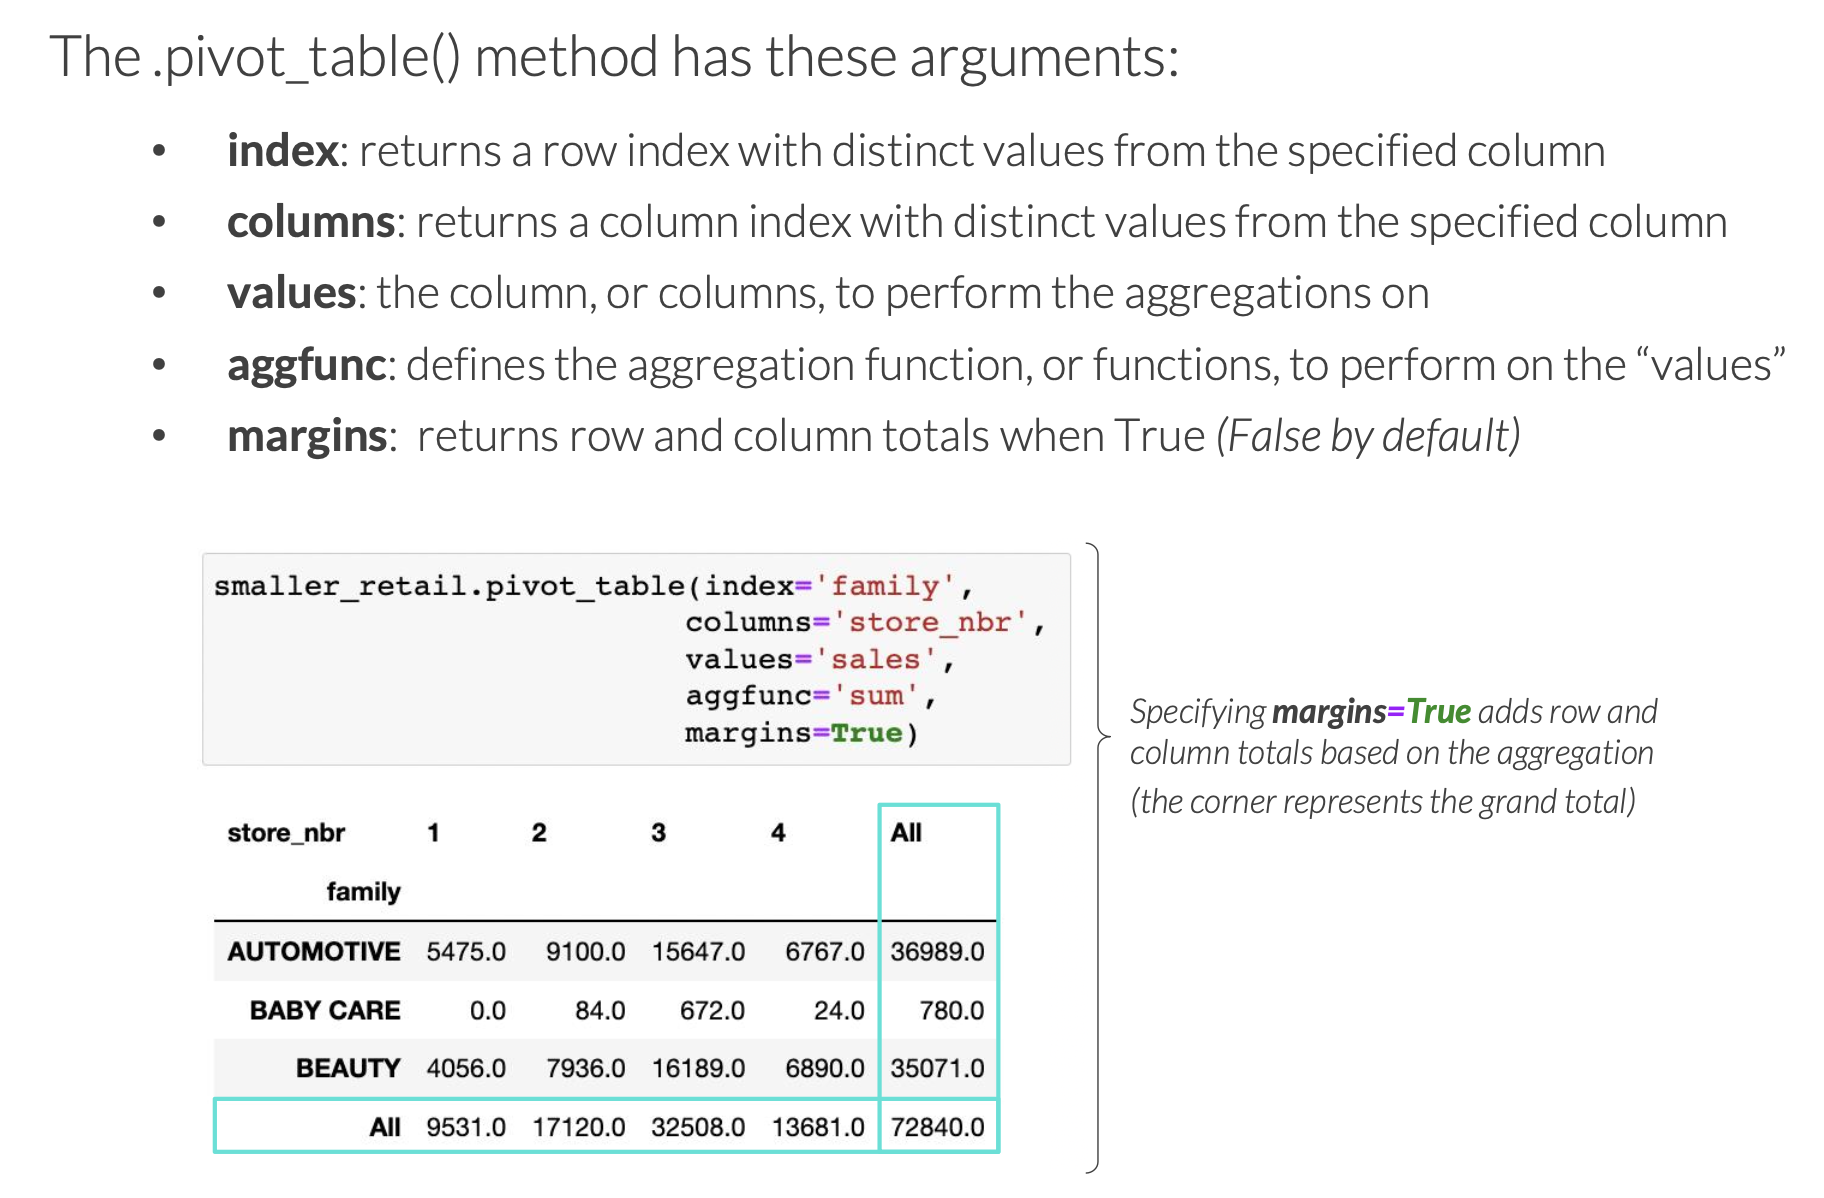 The .pivot_table() method has these arguments:
• index: returns a row index with distinct values from the specified column
• columns: returns a column index with distinct values from the specified column
• values: the column, or columns, to perform the aggregations on
• aggfunc: defines the aggregation function, or functions, to perform on the “values”
• margins: returns row and column totals when True (False by default)
smaller_retail.pivot_table(index='family',
columns='store_nbr',
values='sales',
aggfunc='sum',
margins=True)
Specifying margins=True adds row and
column totals based on the aggregation
(the corner represents the grand total)
store_nbr 1 2 3 4 All
family
AUTOMOTIVE 5475.0 9100.0 15647.0 6767.0 36989.0
BABY CARE 0.0 84.0 672.0 24.0 780.0
BEAUTY 4056.0 7936.0 16189.0 6890.0 35071.0
All 9531.0 17120.0 32508.0 13681.0 72840.0